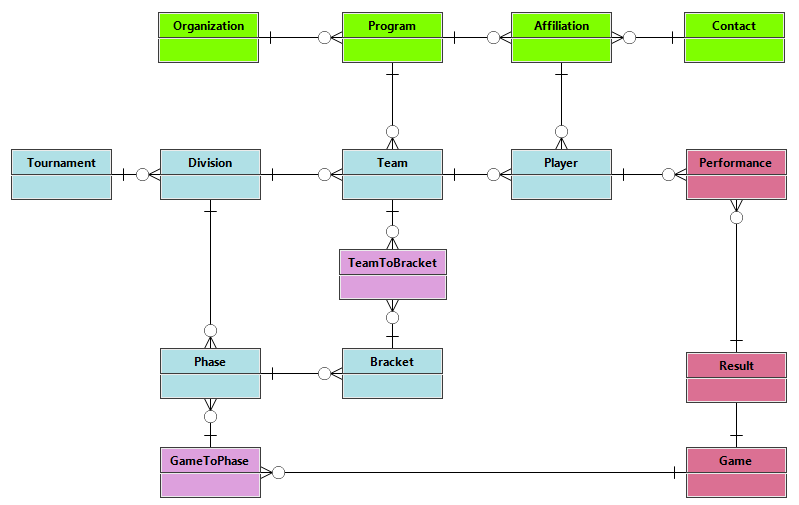 Organization
Program
Affiliation
Contact
Tournament
Division
Team
Player
Performance
TeamToBracket
Phase
Bracket
Result
GameToPhase
Game